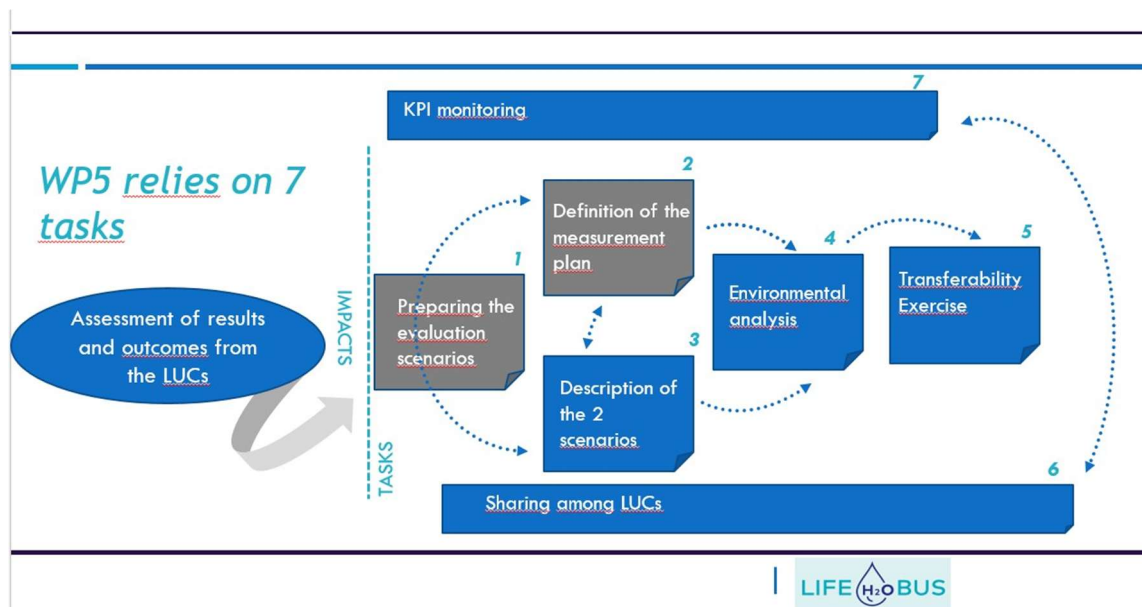 KPI monitoring
7
WP5 relies on 7
tasks
Assessment of results
and outcomes from
the LUCs
IMPACTS
TASKS
1
Preparing the
evaluation
scenarios
2
Definition of the
measurement
plan
3
Description of
the 2
scenarios
4
Environmental
analysis
5
Transferability
Exercise
6
Sharing among LUCs
LIFE H2O BUS